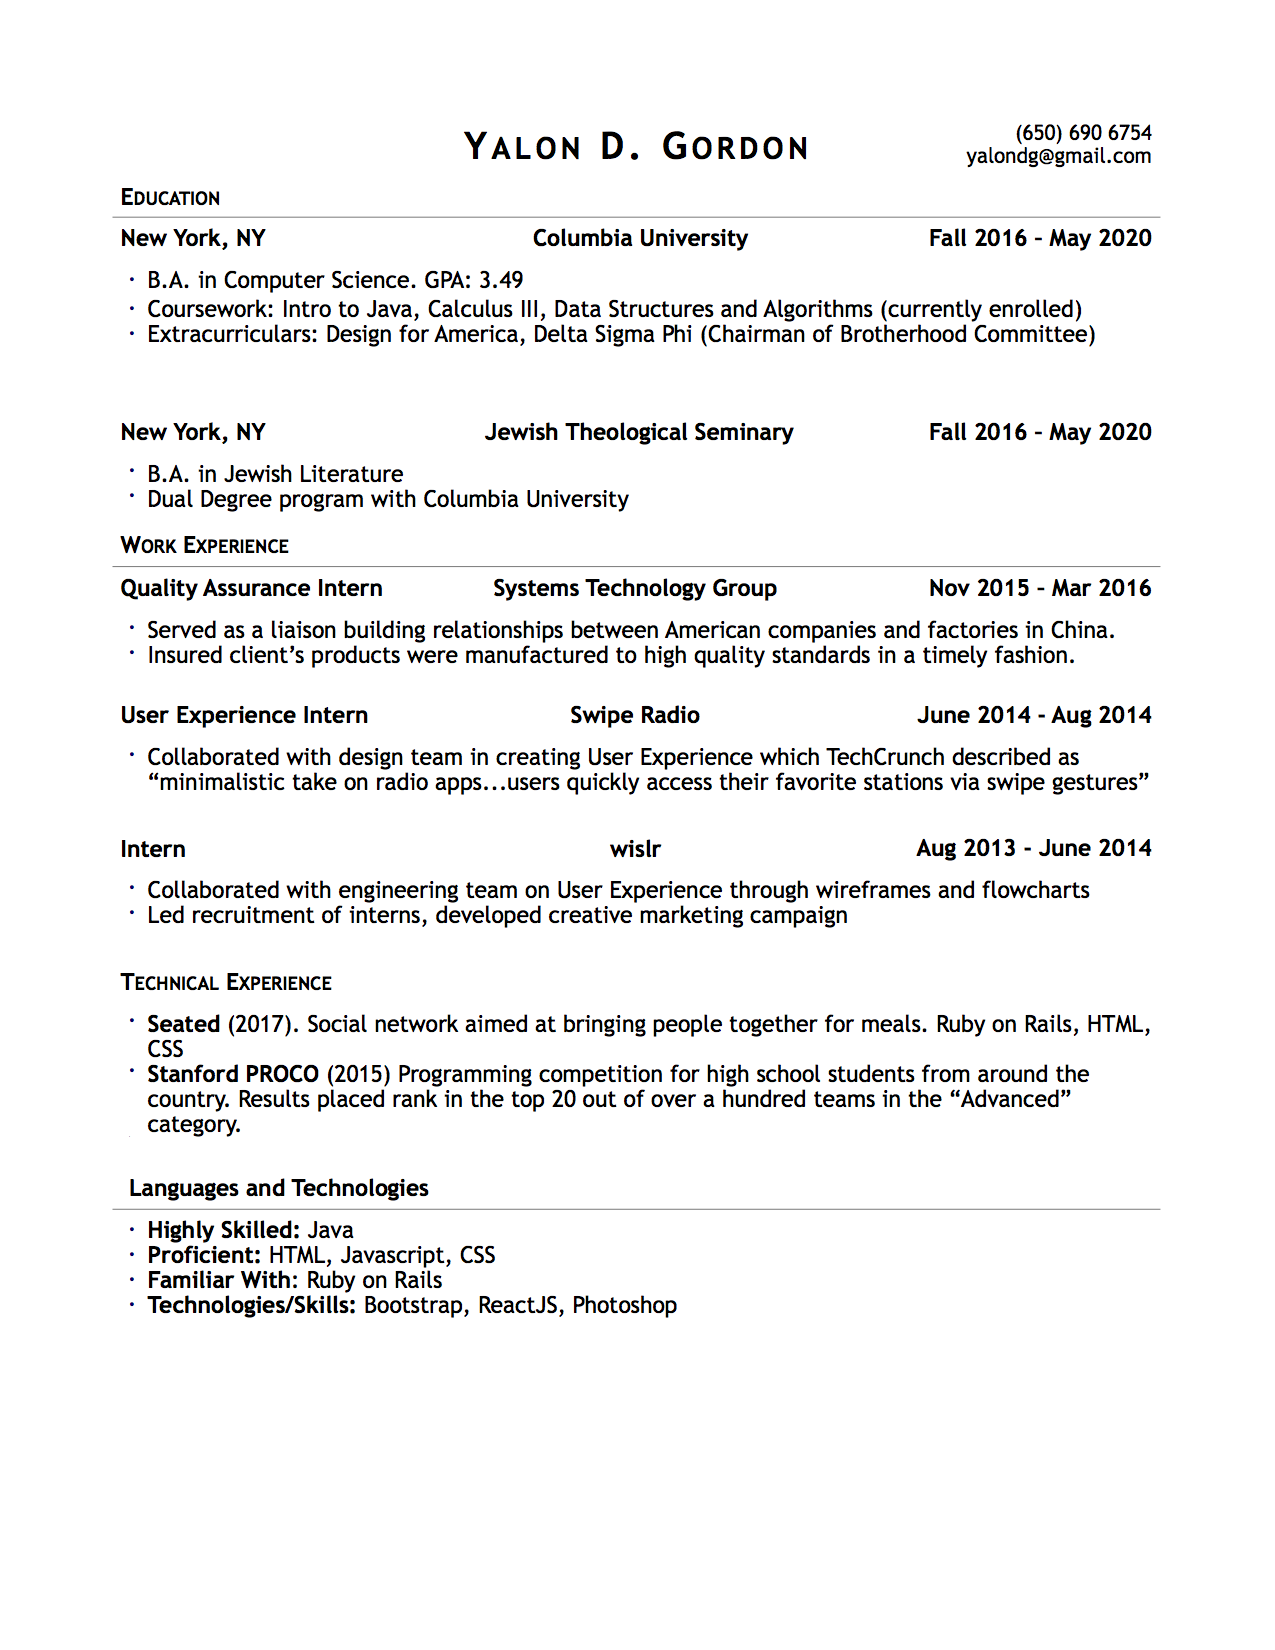 Yalon D. Gordon
(650) 690 6754
yalondg@gmail.com
Education
New York, NY Columbia University Fall 2016 – May 2020
· B.A. in Computer Science. GPA: 3.49
· Coursework: Intro to Java, Calculus III, Data Structures and Algorithms (currently enrolled)
· Extracurriculars: Design for America, Delta Sigma Phi (Chairman of Brotherhood Committee)
New York, NY Jewish Theological Seminary Fall 2016 – May 2020
· B.A. in Jewish Literature
· Dual Degree program with Columbia University
Work Experience
Quality Assurance Intern Systems Technology Group Nov 2015 – Mar 2016
· Served as a liaison building relationships between American companies and factories in China.
· Insured client’s products were manufactured to high quality standards in a timely fashion.
User Experience Intern Swipe Radio June 2014 - Aug 2014
· Collaborated with design team in creating User Experience which TechCrunch described as
“minimalistic take on radio apps...users quickly access their favorite stations via swipe gestures”
Intern wislr Aug 2013 - June 2014
· Collaborated with engineering team on User Experience through wireframes and flowcharts
· Led recruitment of interns, developed creative marketing campaign
Technical Experience
· Seated (2017). Social network aimed at bringing people together for meals. Ruby on Rails, HTML,
CSS
· Stanford PROCO (2015) Programming competition for high school students from around the
country. Results placed rank in the top 20 out of over a hundred teams in the “Advanced”
category.
Languages and Technologies
· Highly Skilled: Java
· Proficient: HTML, Javascript, CSS
· Familiar With: Ruby on Rails
· Technologies/Skills: Bootstrap, ReactJS, Photoshop